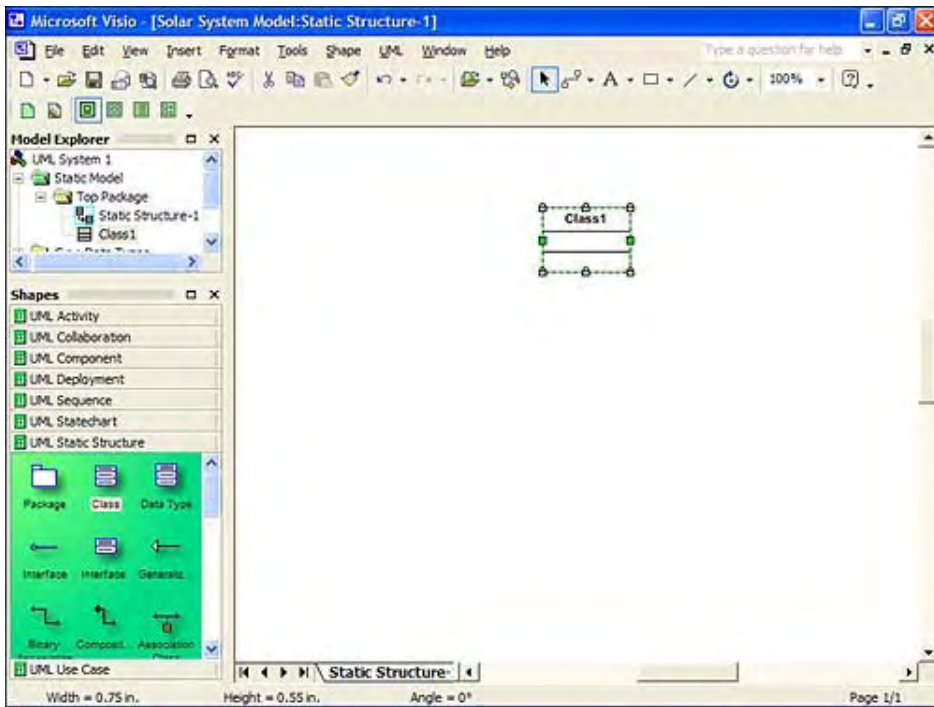 Microsoft Visio - [Solar System Model:Static Structure-1]
File Edit View Insert Format Tools Shape UML Window Help Type a question for help
100%
Model Explorer
UML System 1
Static Model
Top Package
Static Structure-1
Class1
Data Types
Class1
Shapes
UML Activity
UML Collaboration
UML Component
UML Deployment
UML Sequence
UML Statechart
UML Static Structure
Package Class Data Type
Interface Interface Generaliz...
Binary Composit... Association
UML Use Case
Static Structure-
Width = 0.75 in. Height = 0.55 in. Angle = 0° Page 1/1